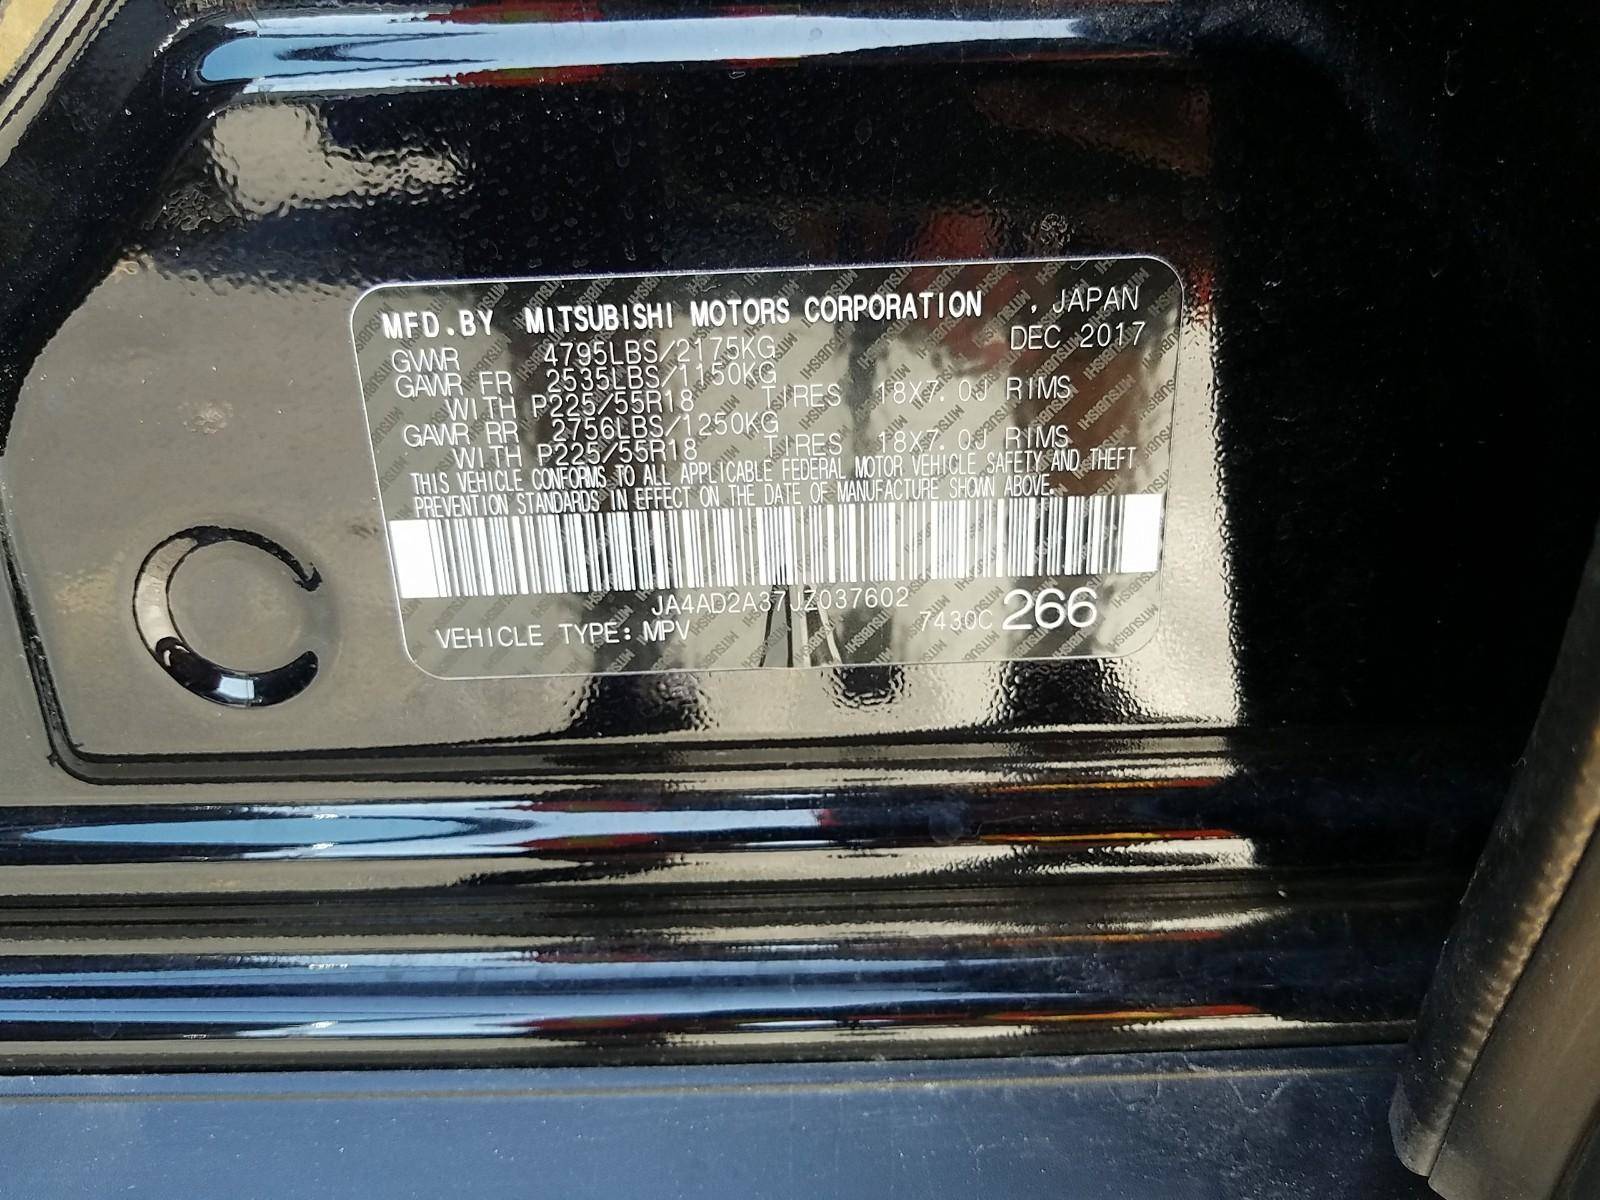 MFD.BY MITSUBISHI MOTORS CORPORATION , JAPAN
GVWR 4795LBS/2175KG DEC 2017
GAWR FR 2535LBS/1150KG
WITH P225/55R18 TIRES 18X7.0J RIMS
GAWR RR 2756LBS/1250KG
WITH P225/55R18 TIRES 18X7.0J RIMS
THIS VEHICLE CONFORMS TO ALL APPLICABLE FEDERAL MOTOR VEHICLE SAFETY AND THEFT
PREVENTION STANDARDS IN EFFECT ON THE DATE OF MANUFACTURE SHOWN ABOVE.
JA4AD2A37JZ037602
VEHICLE TYPE: MPV 7430C 266